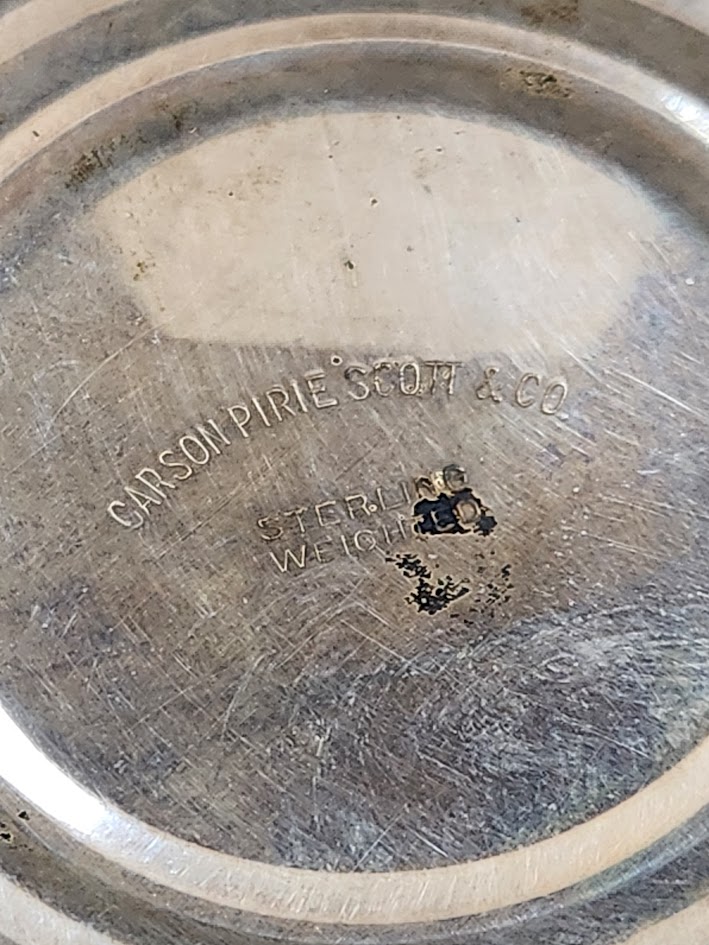 CARSON PIRIE SCOTT & CO
STERLING
WEIGHTED